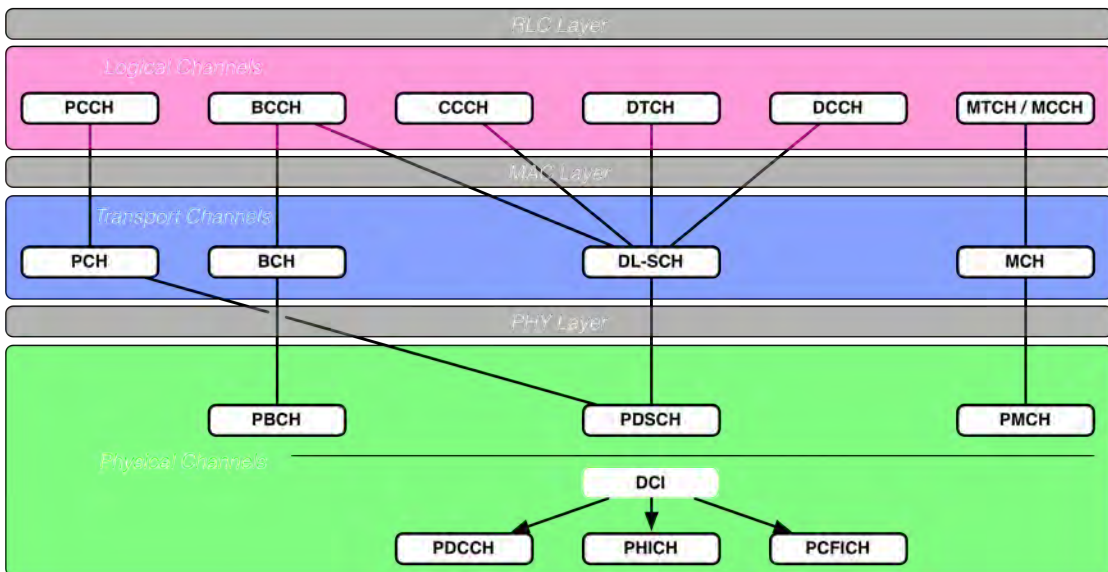 RLC Layer
Logical Channels
PCCH BCCH CCCH DTCH DCCH MTCH / MCCH
MAC Layer
Transport Channels
PCH BCH DL-SCH MCH
PHY Layer
PBCH PDSCH PMCH
Physical Channels
DCI
PDCCH PHICH PCFICH